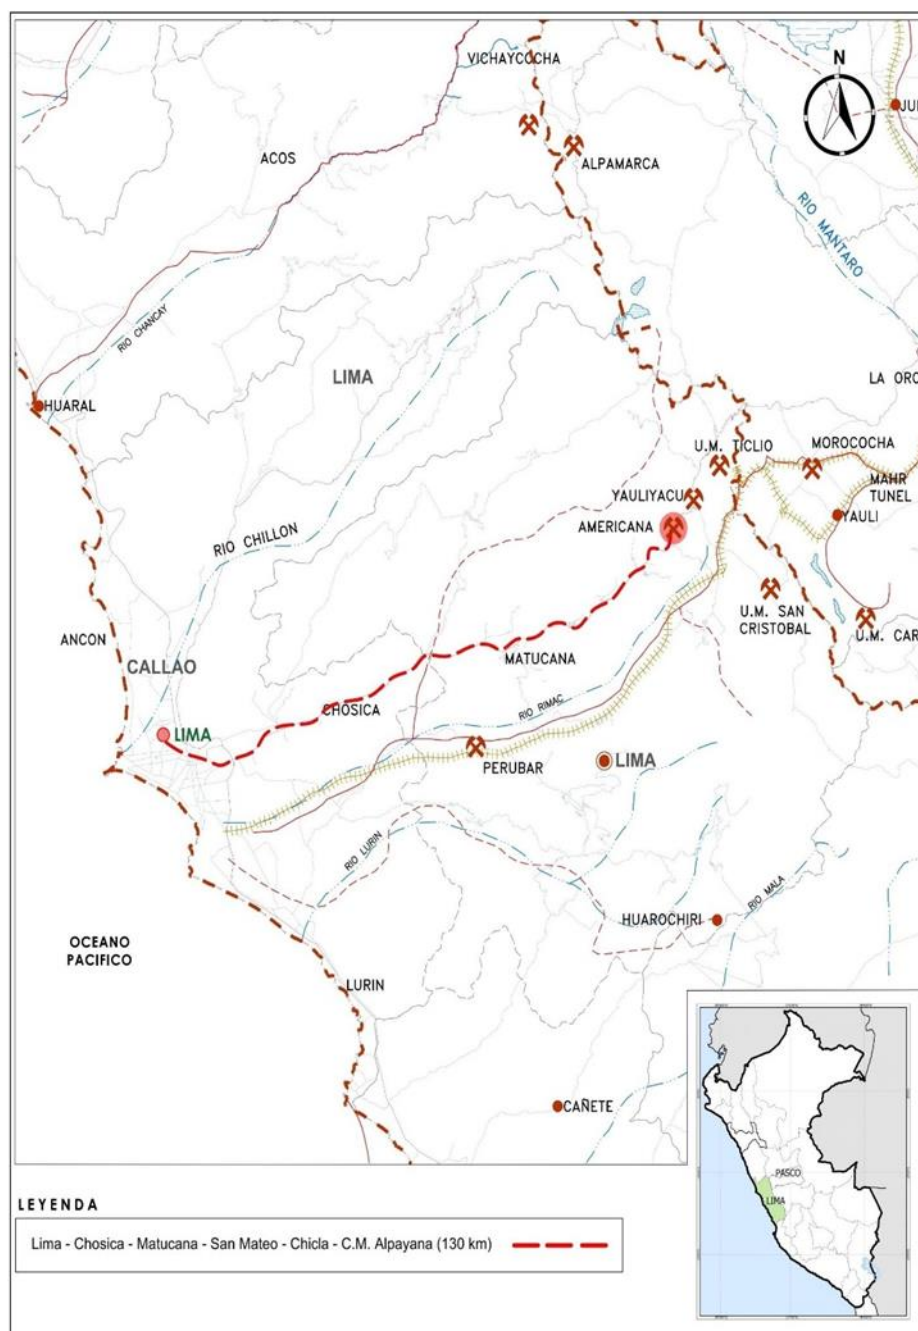 VICHAYCOCHA
N
JU
ACOS
ALPAMARCA
RIO MANTARO
RIO CHANCAY
LIMA
LA ORO
HUARAL
U.M. TICLIO
MOROCOCHA
MAHR
TUNEL
YAULIYACU
YAULI
AMERICANA
RIO CHILLON
U.M. SAN
CRISTOBAL
U.M. CAR
ANCON
CALLAO
MATUCANA
CHOSICA
RIO RIMAC
LIMA
PERUBAR
LIMA
RIO LURIN
RIO MALA
HUAROCHIRI
OCEANO
PACIFICO
LURIN
CAÑETE
PASCO
LIMA
LEYENDA
Lima - Chosica - Matucana - San Mateo - Chicla - C.M. Alpayana (130 km)